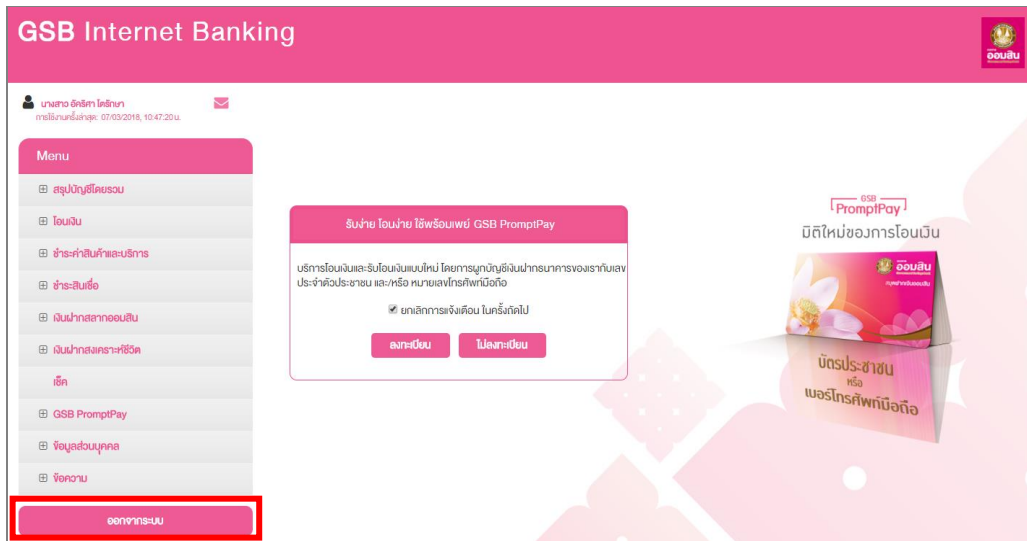 GSB Internet Banking
ออมสิน
นางสาว อัคริศา โตรักษา
การใช้งานครั้งล่าสุด: 07/03/2018, 10:47:20 น.
Menu
สรุปบัญชีโดยรวม
โอนเงิน
ชำระค่าสินค้าและบริการ
ชำระสินเชื่อ
เงินฝากสลากออมสิน
เงินฝากสงเคราะห์ชีวิต
เช็ค
GSB PromptPay
ข้อมูลส่วนบุคคล
ข้อความ
ออกจากระบบ
รับง่าย โอนง่าย ใช้พร้อมเพย์ GSB PromptPay
บริการโอนเงินและรับโอนเงินแบบใหม่ โดยการผูกบัญชีเงินฝากธนาคารของเรากับเลข
ประจำตัวประชาชน และ/หรือ หมายเลขโทรศัพท์มือถือ
ยกเลิกการแจ้งเตือน ในครั้งถัดไป
ลงทะเบียน
ไม่ลงทะเบียน
GSB
PromptPay
มิติใหม่ของการโอนเงิน
ออมสิน
บัตรประชาชน
หรือ
เบอร์โทรศัพท์มือถือ